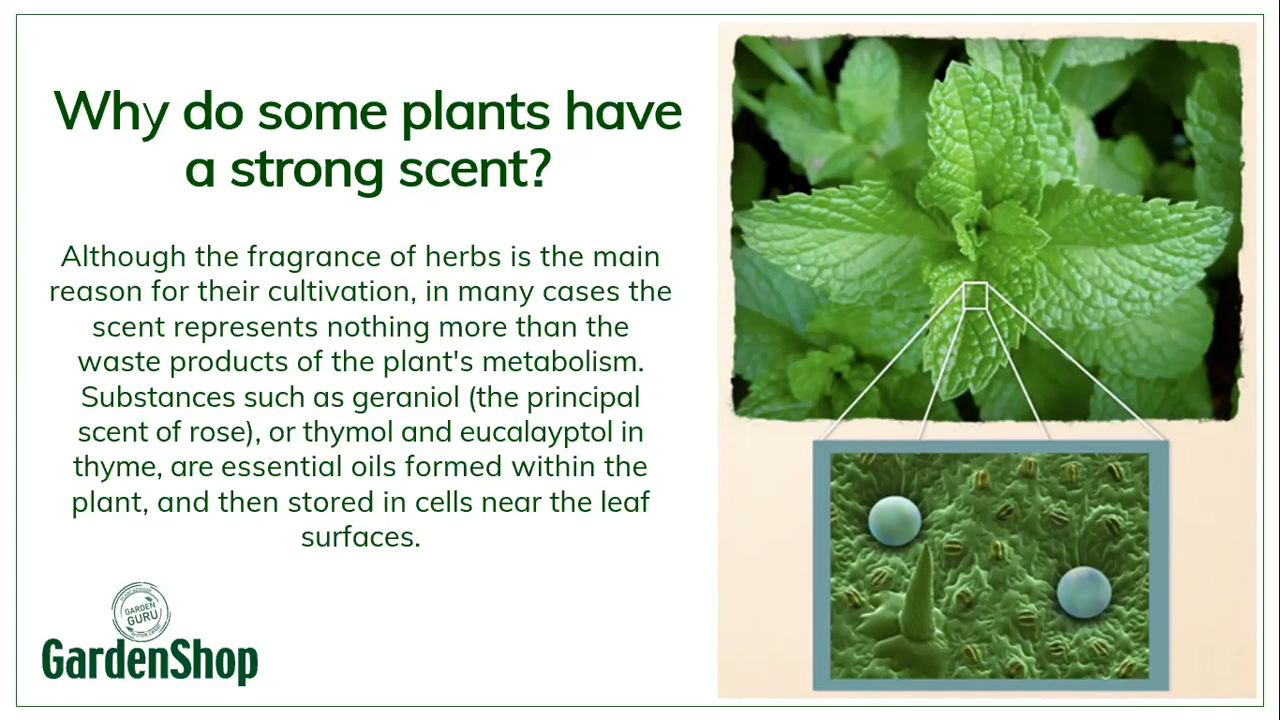 Why do some plants have
a strong scent?
Although the fragrance of herbs is the main
reason for their cultivation, in many cases the
scent represents nothing more than the
waste products of the plant's metabolism.
Substances such as geraniol (the principal
scent of rose), or thymol and eucalayptol in
thyme, are essential oils formed within the
plant, and then stored in cells near the leaf
surfaces.
GARDEN
GURU
GardenShop